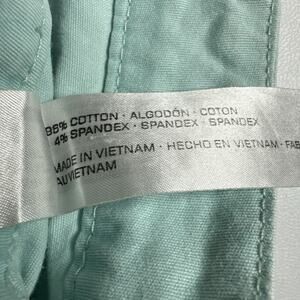 96% COTTON · ALGODÓN · COTON
4% SPANDEX · SPANDEX · SPANDEX
MADE IN VIETNAM · HECHO EN VIETNAM · FAB
AU VIETNAM